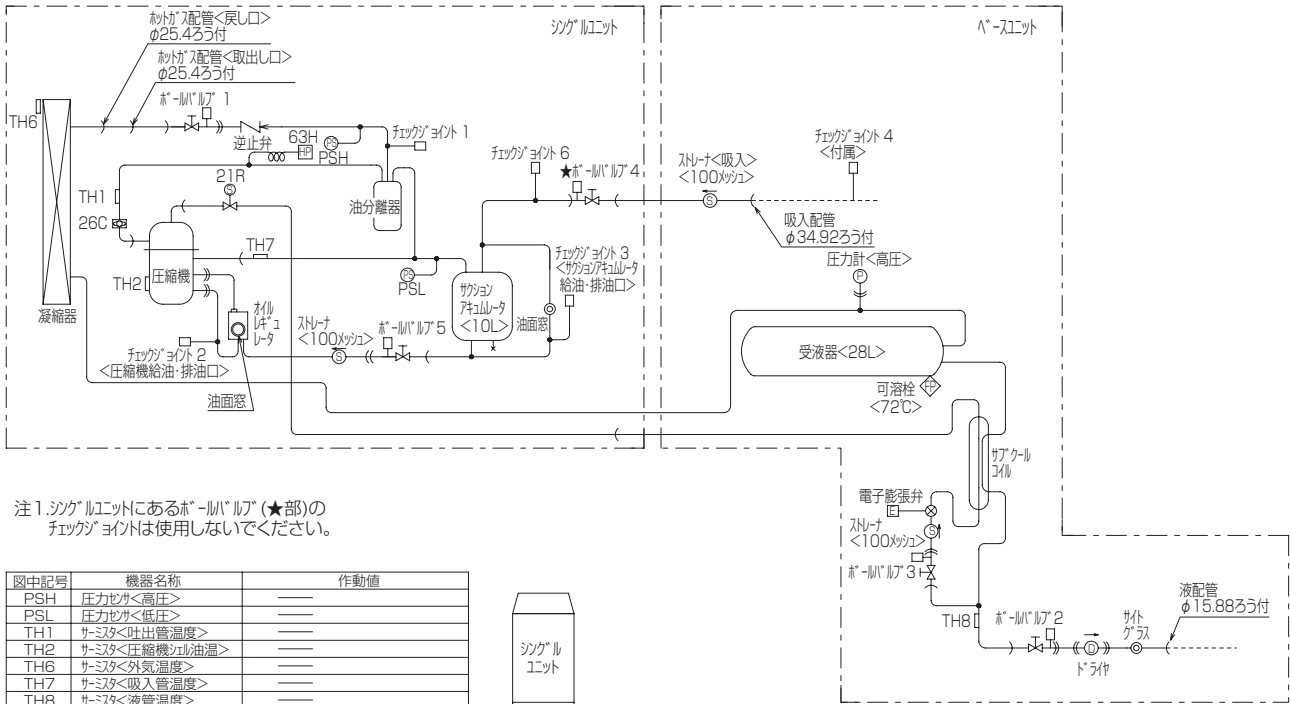 ホットガス配管<戻し口>
φ25.4ろう付
ホットガス配管<取出し口>
φ25.4ろう付
シングルユニット
ベースユニット
TH6
ボールバルブ 1
逆止弁
63H
HP
PS
PSH
チェックジョイント 1
21R
S
TH1
26C
油分離器
チェックジョイント 6
★ボールバルブ4
ストレーナ<吸入>
<100メッシュ>
S
チェックジョイント 4
<付属>
吸入配管
φ34.92ろう付
圧縮機
TH7
TH2
PS
PSL
サクション
アキュムレータ
<10L>
チェックジョイント 3
<サクションアキュムレータ
給油・排油口>
油面窓
圧力計<高圧>
P
凝縮器
オイル
レギュ
レータ
ストレーナ
<100メッシュ>
S
ボールバルブ5
チェックジョイント 2
<圧縮機給油・排油口>
油面窓
受液器<28L>
可溶栓
<72℃>
FP
サブクール
コイル
電子膨張弁
E
ストレーナ
<100メッシュ>
S
ボールバルブ3
TH8
ボールバルブ2
D
ドライヤ
サイト
グラス
液配管
φ15.88ろう付
注1.シングルユニットにあるボールバルブ(★部)の
チェックジョイントは使用しないでください。
図中記号 機器名称 作動値
PSH 圧力センサ<高圧> ──
PSL 圧力センサ<低圧> ──
TH1 サーミスタ<吐出管温度> ──
TH2 サーミスタ<圧縮機シェル油温> ──
TH6 サーミスタ<外気温度> ──
TH7 サーミスタ<吸入管温度> ──
TH8 サーミスタ<液管温度> ──
シングル
ユニット